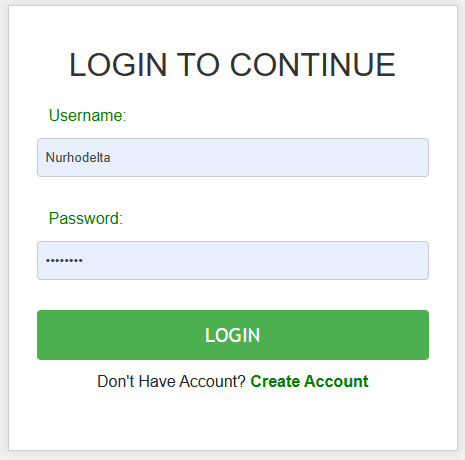 LOGIN TO CONTINUE
Username:
Nurhodelta
Password:
••••••••
LOGIN
Don't Have Account? Create Account